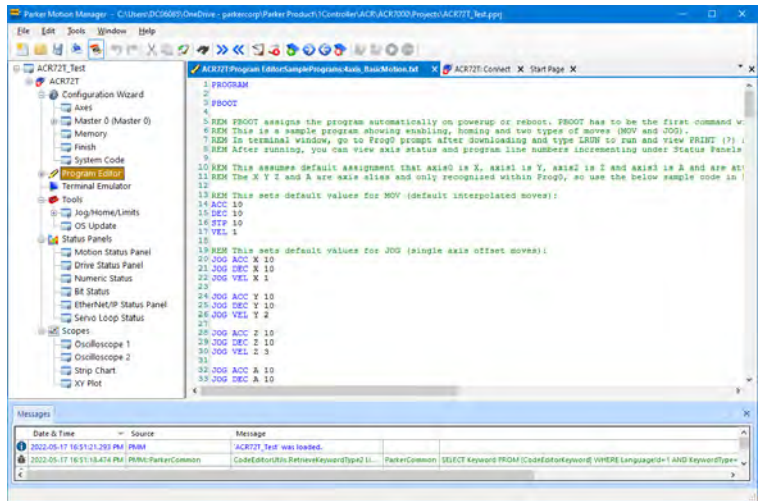 Parker Motion Manager - C:\Users\DC06065\OneDrive - parkercorp\Parker Product\1Controller\ACR\ACR7000\Projects\ACR72T_Test.pprj
File Edit Tools Window Help
ACR72T_Test
ACR72T
Configuration Wizard
Axes
Master 0 (Master 0)
Memory
Finish
System Code
Program Editor
Terminal Emulator
Tools
Jog/Home/Limits
OS Update
Status Panels
Motion Status Panel
Drive Status Panel
Numeric Status
Bit Status
EtherNet/IP Status Panel
Servo Loop Status
Scopes
Oscilloscope 1
Oscilloscope 2
Strip Chart
XY Plot
ACR72T:Program Editor:SamplePrograms:4axis_BasicMotion.txt X ACR72T: Connect X Start Page X
1 PROGRAM
2
3 PBOOT
4
5 REM PBOOT assigns the program automatically on powerup or reboot. PBOOT has to be the first command
6 REM This is a sample program showing enabling, homing and two types of moves (MOV and JOG).
7 REM In terminal window, go to Prog0 prompt after downloading and type LRUN to run and view PRINT (?)
8 REM After running, you can view axis status and program line numbers incrementing under Status Panels
9
10 REM This assumes default assignment that axis0 is X, axis1 is Y, axis2 is Z and axis3 is A and are
11 REM The X Y Z and A are axis alias and only recognized within Prog0, so use the below sample code in
12
13 REM This sets default values for MOV (default interpolated moves):
14 ACC 10
15 DEC 10
16 STP 10
17 VEL 1
18
19 REM This sets default values for JOG (single axis offset moves):
20 JOG ACC X 10
21 JOG DEC X 10
22 JOG VEL X 1
23
24 JOG ACC Y 10
25 JOG DEC Y 10
26 JOG VEL Y 2
27
28 JOG ACC Z 10
29 JOG DEC Z 10
30 JOG VEL Z 3
31
32 JOG ACC A 10
33 JOG DEC A 10
Messages
Date & Time Source Message
2022-05-17 16:51:21.293 PM PMM 'ACR72T_Test' was loaded.
2022-05-17 16:51:18.474 PM PMM:ParkerCommon CodeEditorUtils.RetrieveKeywordType2 Li... ParkerCommon SELECT Keyword FROM [CodeEditorKeyword] WHERE LanguageId=1 AND KeywordType=